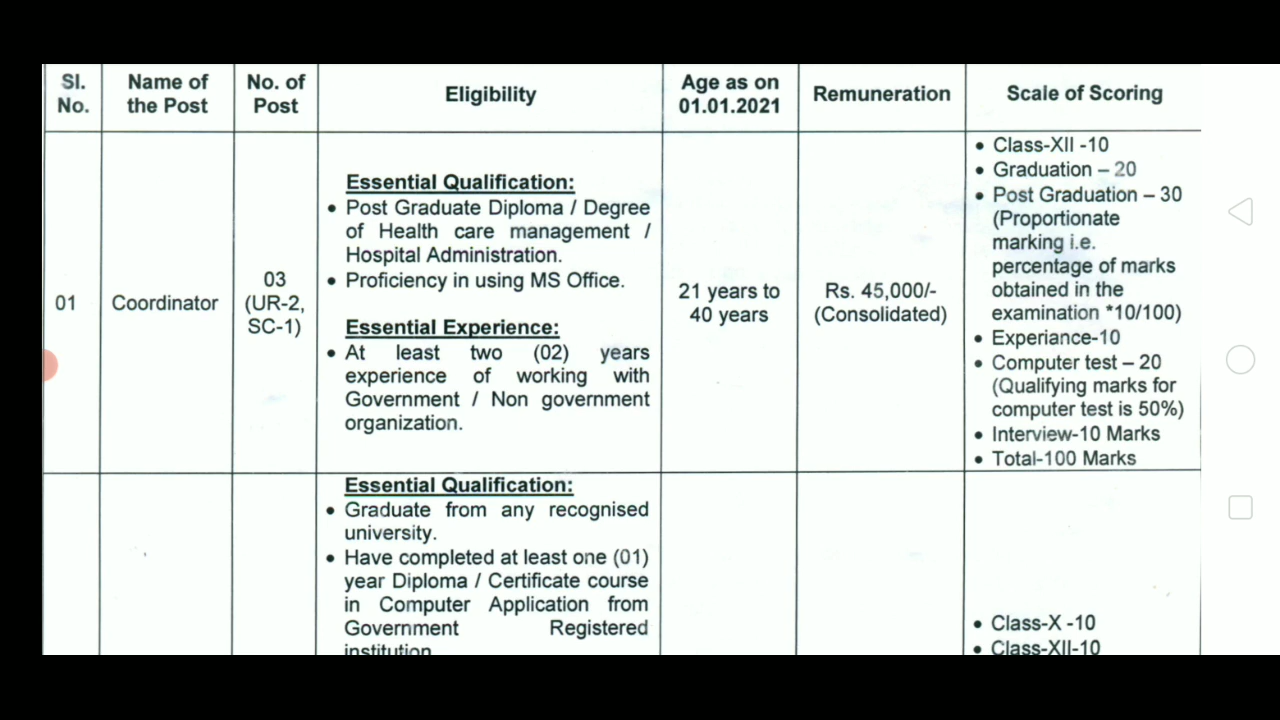 Sl. No.
Name of the Post
No. of Post
Eligibility
Age as on 01.01.2021
Remuneration
Scale of Scoring
01
Coordinator
03
(UR-2,
SC-1)
Essential Qualification:
• Post Graduate Diploma / Degree
of Health care management /
Hospital Administration.
• Proficiency in using MS Office.
Essential Experience:
• At least two (02) years
experience of working with
Government / Non government
organization.
21 years to
40 years
Rs. 45,000/-
(Consolidated)
• Class-XII -10
• Graduation – 20
• Post Graduation – 30
(Proportionate
marking i.e.
percentage of marks
obtained in the
examination *10/100)
• Experiance-10
• Computer test – 20
(Qualifying marks for
computer test is 50%)
• Interview-10 Marks
• Total-100 Marks
Essential Qualification:
• Graduate from any recognised
university.
• Have completed at least one (01)
year Diploma / Certificate course
in Computer Application from
Government Registered
institution
• Class-X -10
• Class-XII-10